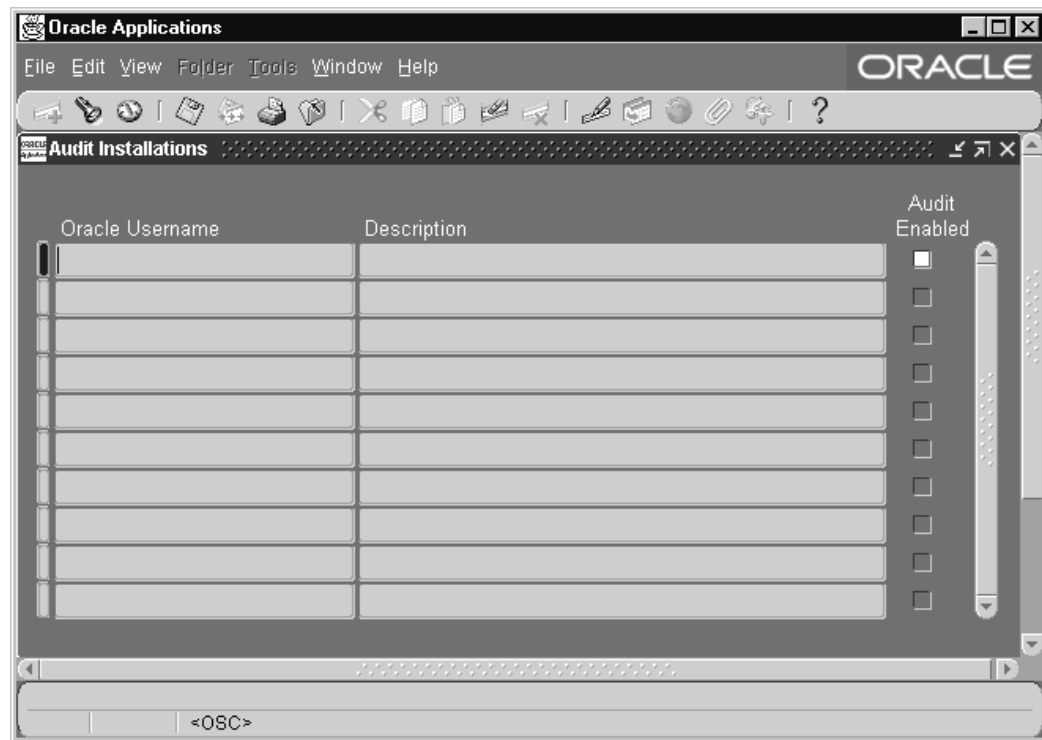 Oracle Applications
File Edit View Folder Tools Window Help
ORACLE
?
Audit Installations
Oracle Username
Description
Audit
Enabled
<OSC>